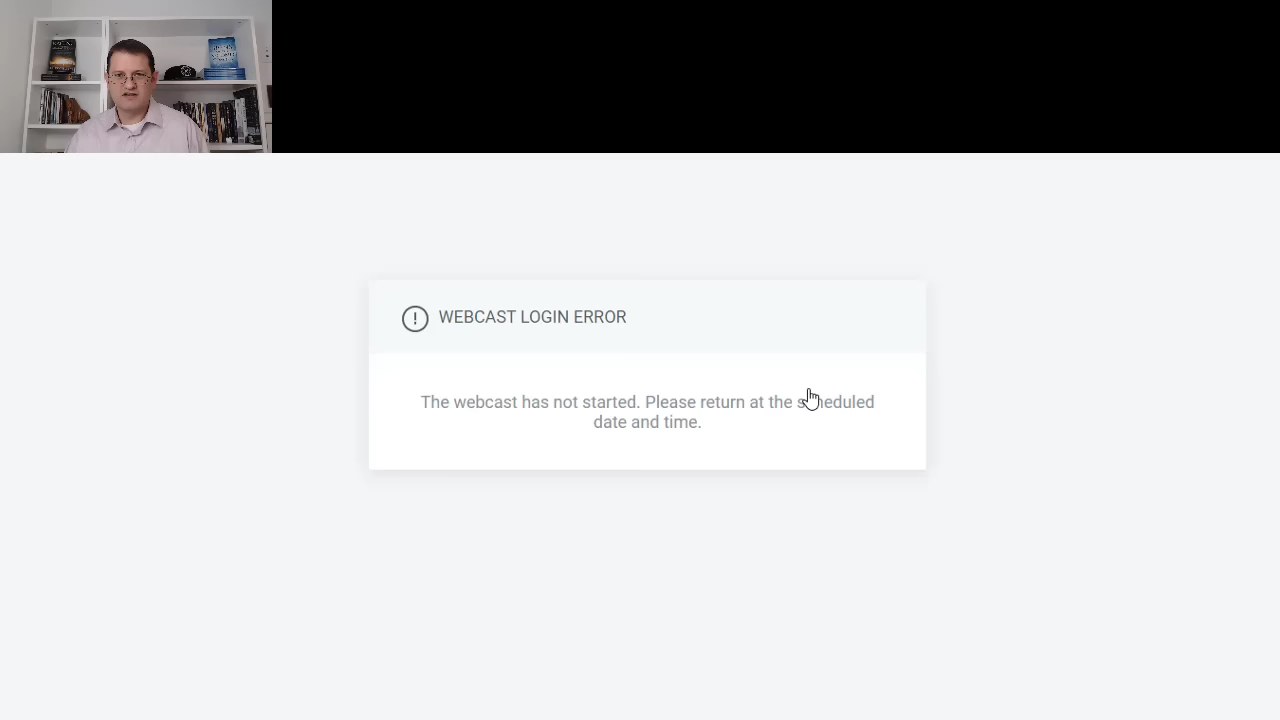 WEBCAST LOGIN ERROR
The webcast has not started. Please return at the scheduled
date and time.